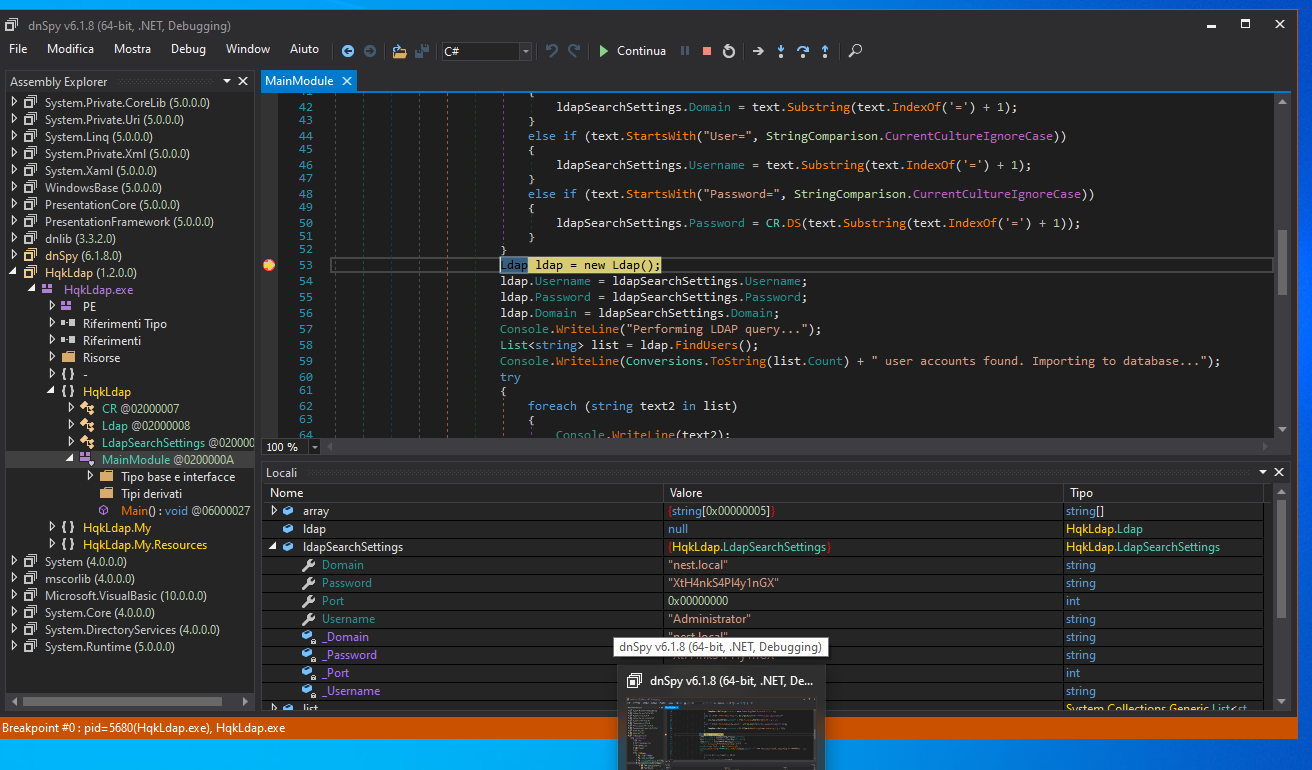 dnSpy v6.1.8 (64-bit, .NET, Debugging)
File Modifica Mostra Debug Window Aiuto C# Continua
Assembly Explorer
System.Private.CoreLib (5.0.0.0)
System.Private.Uri (5.0.0.0)
System.Linq (5.0.0.0)
System.Private.Xml (5.0.0.0)
System.Xaml (5.0.0.0)
WindowsBase (5.0.0.0)
PresentationCore (5.0.0.0)
PresentationFramework (5.0.0.0)
dnlib (3.3.2.0)
dnSpy (6.1.8.0)
HqkLdap (1.2.0.0)
HqkLdap.exe
PE
Riferimenti Tipo
Riferimenti
Risorse
{ } -
{ } HqkLdap
CR @02000007
Ldap @02000008
LdapSearchSettings @020000
MainModule @0200000A
Tipo base e interfacce
Tipi derivati
Main() : void @06000027
{ } HqkLdap.My
{ } HqkLdap.My.Resources
System (4.0.0.0)
mscorlib (4.0.0.0)
Microsoft.VisualBasic (10.0.0.0)
System.Core (4.0.0.0)
System.DirectoryServices (4.0.0.0)
System.Runtime (5.0.0.0)
MainModule
41 {
42 ldapSearchSettings.Domain = text.Substring(text.IndexOf('=') + 1);
43 }
44 else if (text.StartsWith("User=", StringComparison.CurrentCultureIgnoreCase))
45 {
46 ldapSearchSettings.Username = text.Substring(text.IndexOf('=') + 1);
47 }
48 else if (text.StartsWith("Password=", StringComparison.CurrentCultureIgnoreCase))
49 {
50 ldapSearchSettings.Password = CR.DS(text.Substring(text.IndexOf('=') + 1));
51 }
52 }
53 Ldap ldap = new Ldap();
54 ldap.Username = ldapSearchSettings.Username;
55 ldap.Password = ldapSearchSettings.Password;
56 ldap.Domain = ldapSearchSettings.Domain;
57 Console.WriteLine("Performing LDAP query...");
58 List<string> list = ldap.FindUsers();
59 Console.WriteLine(Conversions.ToString(list.Count) + " user accounts found. Importing to database...");
60 try
61 {
62 foreach (string text2 in list)
63 {
64 Console.WriteLine(text2);
100 %
Locali
Nome Valore Tipo
array {string[0x00000005]} string[]
ldap null HqkLdap.Ldap
ldapSearchSettings {HqkLdap.LdapSearchSettings} HqkLdap.LdapSearchSettings
Domain "nest.local" string
Password "XtH4nkS4Pl4y1nGX" string
Port 0x00000000 int
Username "Administrator" string
_Domain "nest.local" string
_Password string
_Port int
_Username string
list System.Collections.Generic.List<st
dnSpy v6.1.8 (64-bit, .NET, Debugging)
dnSpy v6.1.8 (64-bit, .NET, De...
Breakpoint #0 : pid=5680(HqkLdap.exe), HqkLdap.exe